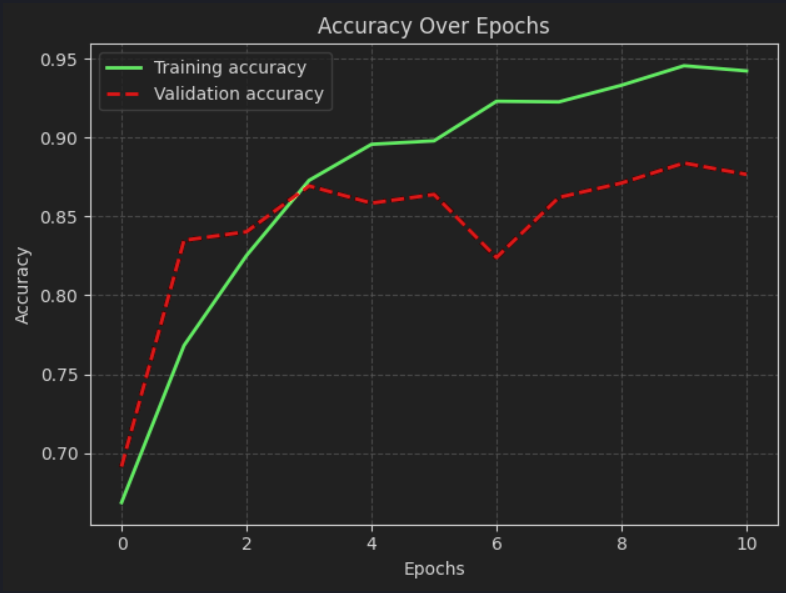 Accuracy Over Epochs
Training accuracy
Validation accuracy
0.95
0.90
0.85
0.80
0.75
0.70
Accuracy
0 2 4 6 8 10
Epochs